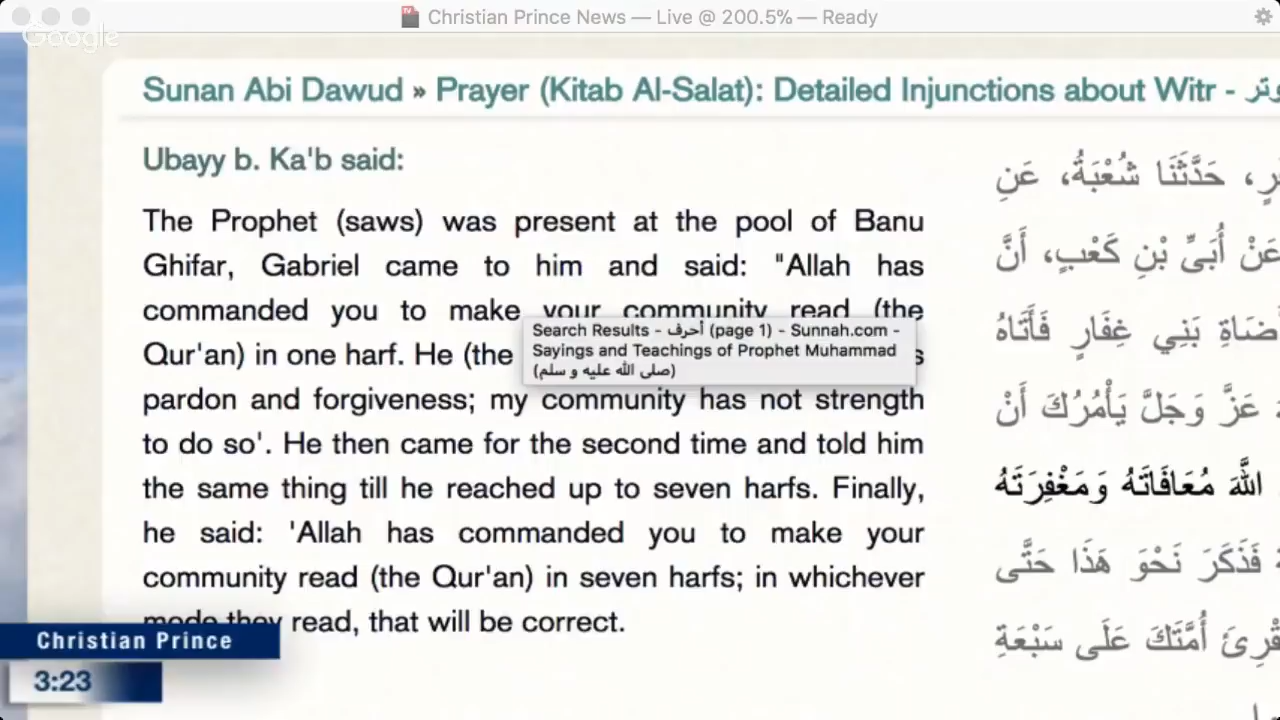 Christian Prince News — Live @ 200.5% — Ready
Google
Sunan Abi Dawud » Prayer (Kitab Al-Salat): Detailed Injunctions about Witr - وتر
Ubayy b. Ka'b said:
The Prophet (saws) was present at the pool of Banu
Ghifar, Gabriel came to him and said: "Allah has
commanded you to make your community read (the
Qur'an) in one harf. He (the
Search Results - أحرف (page 1) - Sunnah.com -
Sayings and Teachings of Prophet Muhammad
(صلى الله عليه و سلم)
pardon and forgiveness; my community has not strength
to do so'. He then came for the second time and told him
the same thing till he reached up to seven harfs. Finally,
he said: 'Allah has commanded you to make your
community read (the Qur'an) in seven harfs; in whichever
mode they read, that will be correct.
حَدَّثَنَا شُعْبَةُ، عَنِ
عَنْ أُبَىِّ بْنِ كَعْبٍ، أَنَّ
بَنِي غِفَارٍ فَأَتَاهُ
عَزَّ وَجَلَّ يَأْمُرُكَ أَنْ
اللَّهَ مُعَافَاتَهُ وَمَغْفِرَتَهُ
فَذَكَرَ نَحْوَ هَذَا حَتَّى
أُمَّتَكَ عَلَى سَبْعَةِ
Christian Prince
3:23